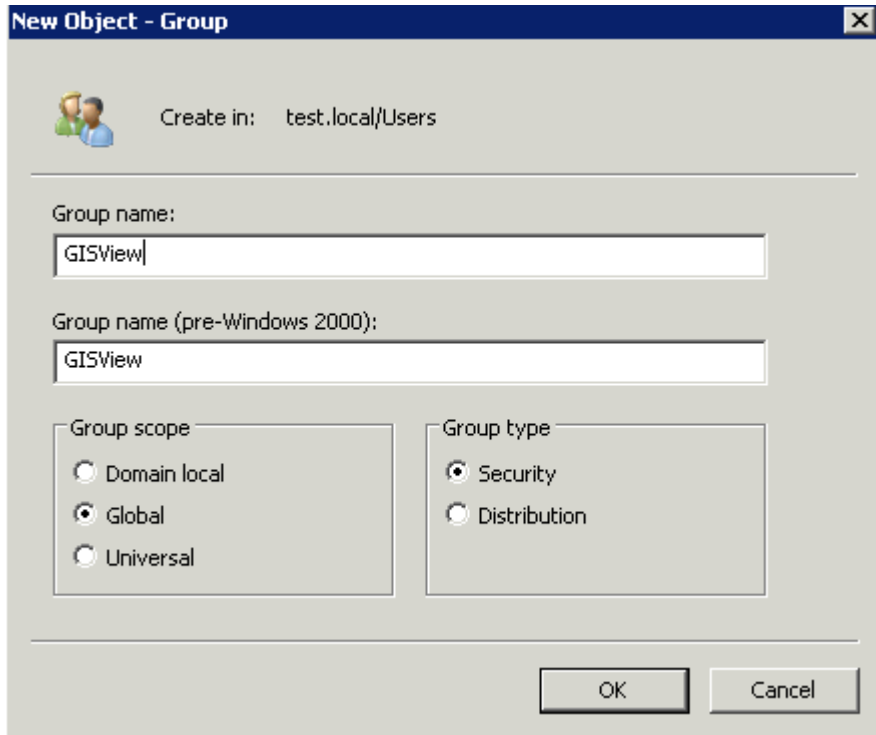 New Object - Group
Create in: test.local/Users
Group name:
GISView
Group name (pre-Windows 2000):
GISView
Group scope
Domain local
Global
Universal
Group type
Security
Distribution
OK
Cancel